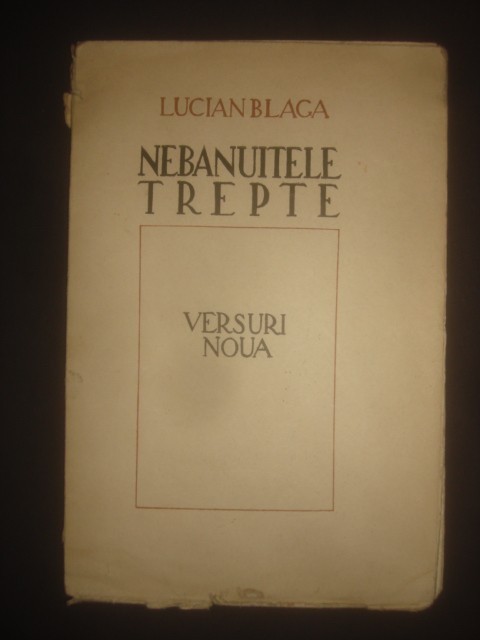 LUCIAN BLAGA
NEBANUITELE
TREPTE
VERSURI
NOUA